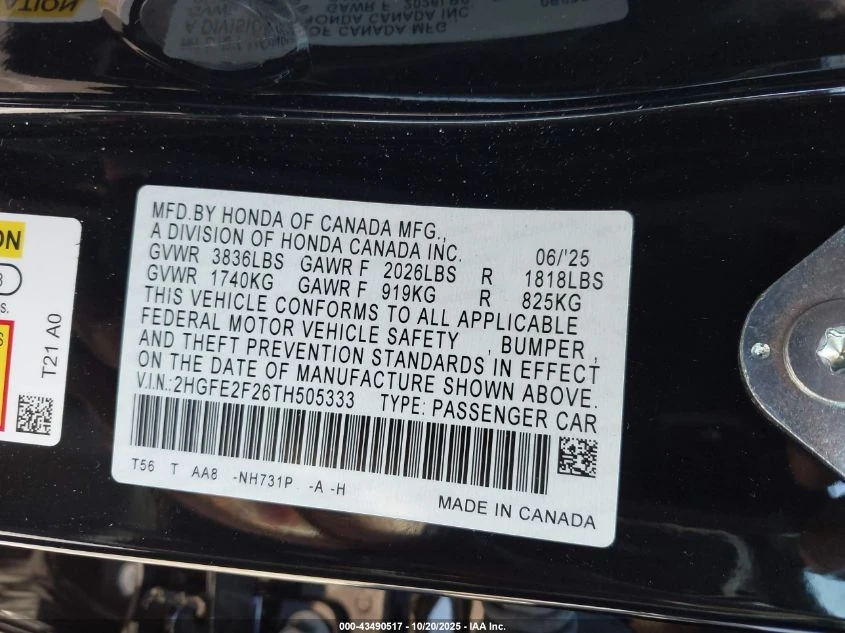 MFD.BY HONDA OF CANADA MFG.,
A DIVISION OF HONDA CANADA INC. 06/'25
GVWR 3836LBS GAWR F 2026LBS R 1818LBS
GVWR 1740KG GAWR F 919KG R 825KG
THIS VEHICLE CONFORMS TO ALL APPLICABLE
FEDERAL MOTOR VEHICLE SAFETY , BUMPER ,
AND THEFT PREVENTION STANDARDS IN EFFECT
ON THE DATE OF MANUFACTURE SHOWN ABOVE.
V.I.N.:2HGFE2F26TH505333 TYPE: PASSENGER CAR
T56 T AA8 -NH731P -A -H
MADE IN CANADA
T21 A0
000-43490517 - 10/20/2025 - IAA Inc.